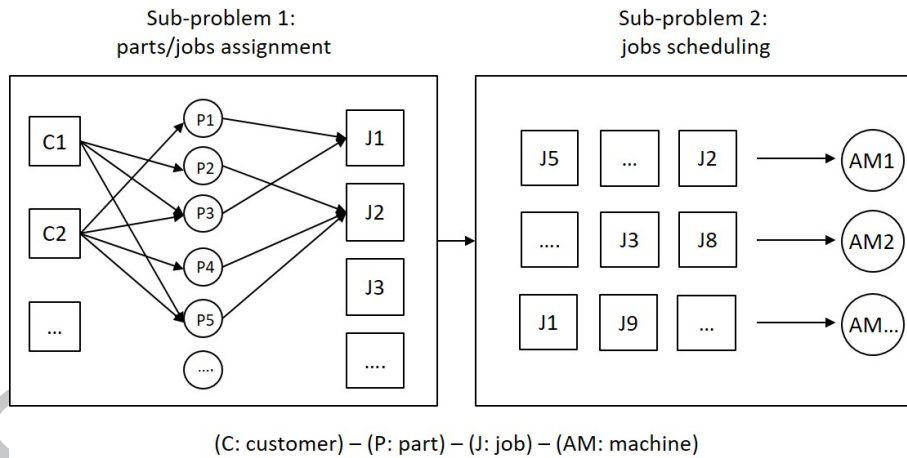 Sub-problem 1:
parts/jobs assignment
Sub-problem 2:
jobs scheduling
C1
C2
...
P1
P2
P3
P4
P5
....
J1
J2
J3
....
J5 ... J2 AM1
.... J3 J8 AM2
J1 J9 ... AM...
(C: customer) – (P: part) – (J: job) – (AM: machine)